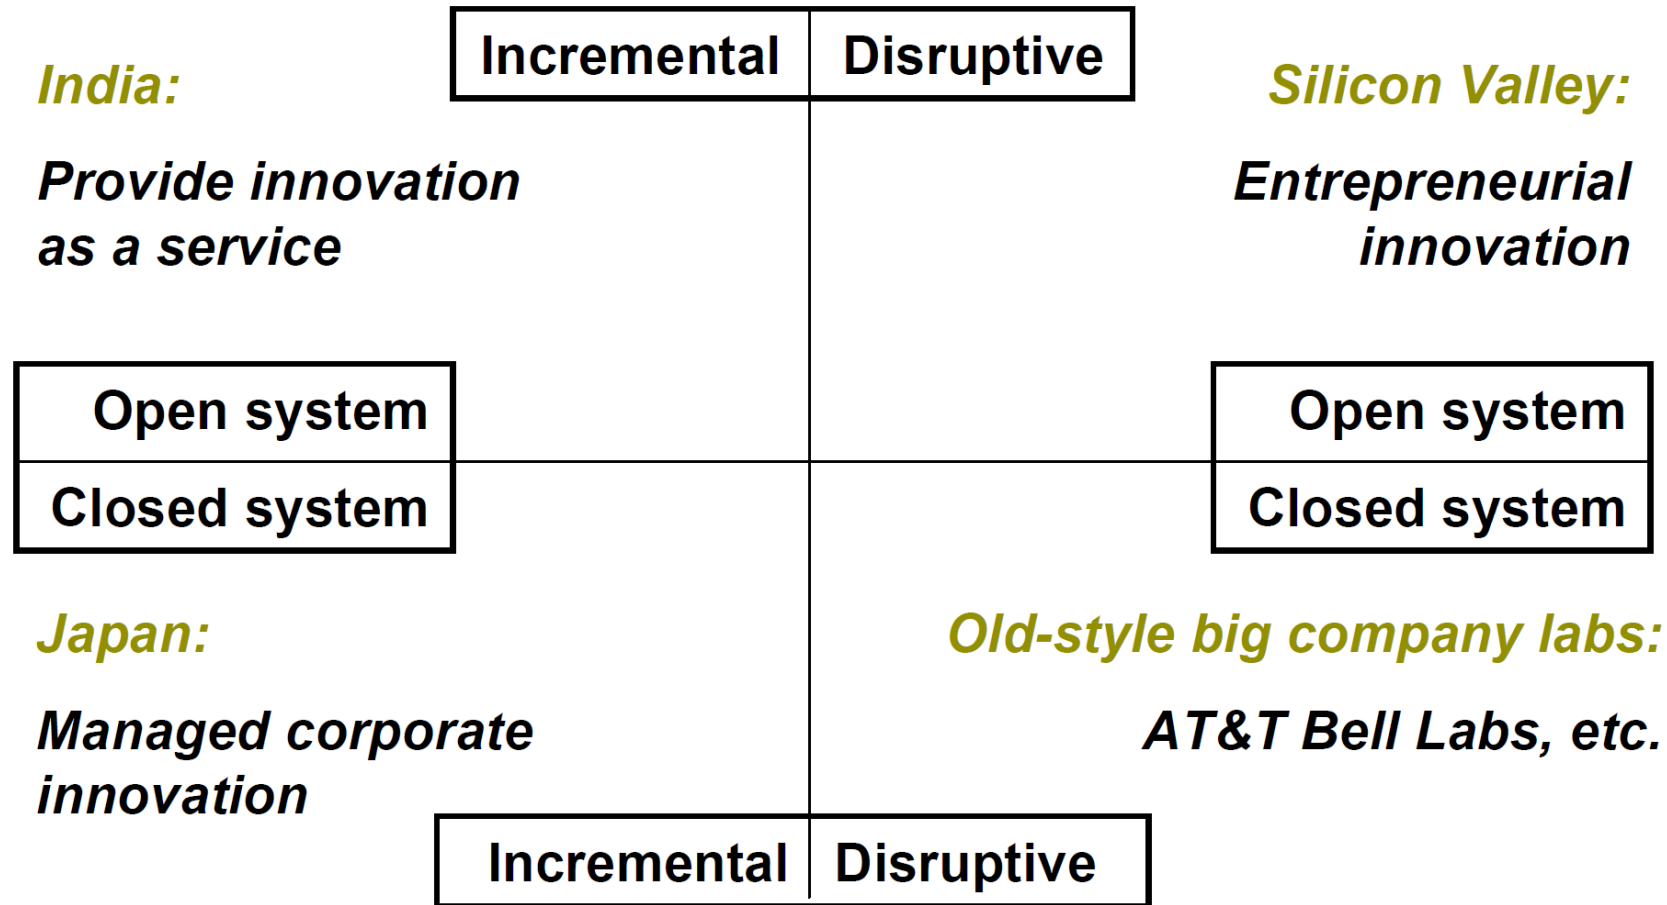 Incremental Disruptive
India:
Silicon Valley:
Provide innovation
as a service
Entrepreneurial
innovation
Open system
Closed system
Open system
Closed system
Japan:
Old-style big company labs:
Managed corporate
innovation
AT&T Bell Labs, etc.
Incremental Disruptive